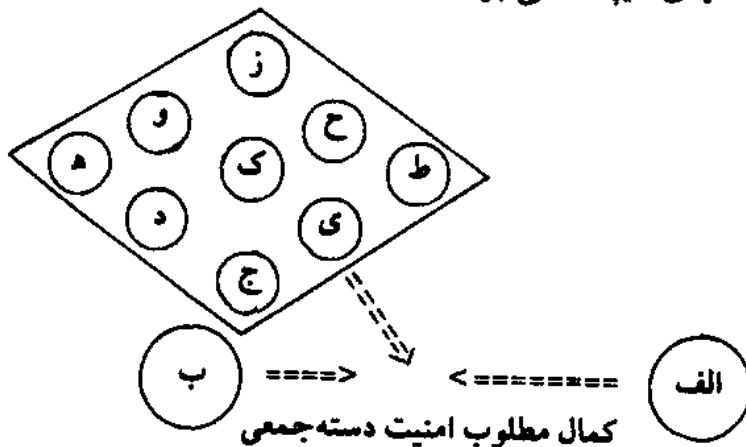 ز
ح
و
ط
ک
ه
ی
د
ج
الف <======== ====> ب
کمال مطلوب امنیت دسته‌جمعی